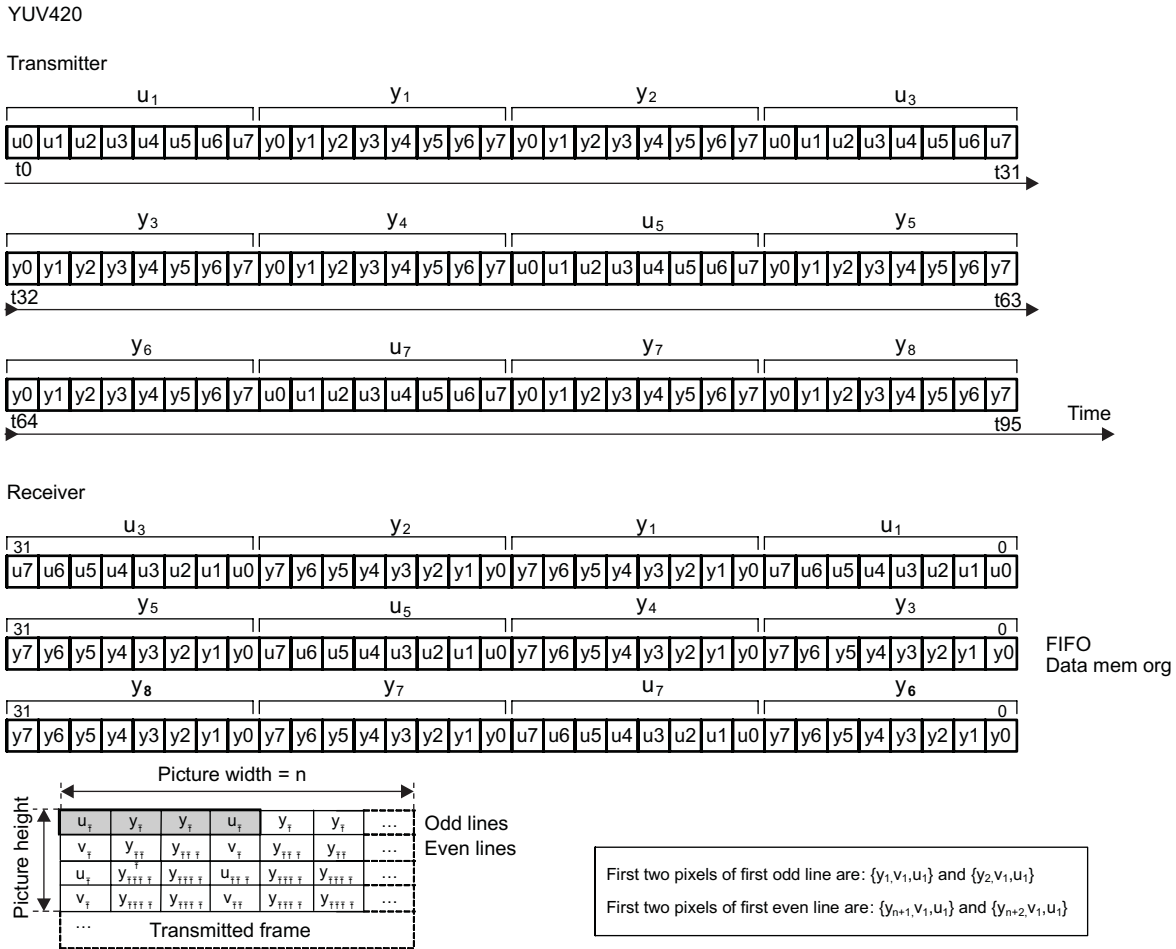 YUV420
Transmitter
u1 y1 y2 u3
u0 u1 u2 u3 u4 u5 u6 u7 y0 y1 y2 y3 y4 y5 y6 y7 y0 y1 y2 y3 y4 y5 y6 y7 u0 u1 u2 u3 u4 u5 u6 u7
t0 t31
y3 y4 u5 y5
y0 y1 y2 y3 y4 y5 y6 y7 y0 y1 y2 y3 y4 y5 y6 y7 u0 u1 u2 u3 u4 u5 u6 u7 y0 y1 y2 y3 y4 y5 y6 y7
t32 t63
y6 u7 y7 y8
y0 y1 y2 y3 y4 y5 y6 y7 u0 u1 u2 u3 u4 u5 u6 u7 y0 y1 y2 y3 y4 y5 y6 y7 y0 y1 y2 y3 y4 y5 y6 y7
t64 t95 Time
Receiver
u3 y2 y1 u1
31 0
u7 u6 u5 u4 u3 u2 u1 u0 y7 y6 y5 y4 y3 y2 y1 y0 y7 y6 y5 y4 y3 y2 y1 y0 u7 u6 u5 u4 u3 u2 u1 u0
y5 u5 y4 y3
31 0
y7 y6 y5 y4 y3 y2 y1 y0 u7 u6 u5 u4 u3 u2 u1 u0 y7 y6 y5 y4 y3 y2 y1 y0 y7 y6 y5 y4 y3 y2 y1 y0
FIFO
Data mem org
y8 y7 u7 y6
31 0
y7 y6 y5 y4 y3 y2 y1 y0 y7 y6 y5 y4 y3 y2 y1 y0 u7 u6 u5 u4 u3 u2 u1 u0 y7 y6 y5 y4 y3 y2 y1 y0
Picture width = n
Picture height
u y y u y y ... Odd lines
v y y v y y ... Even lines
u y y u y y ...
v y y v y y ...
... Transmitted frame
First two pixels of first odd line are: {y1,v1,u1} and {y2,v1,u1}
First two pixels of first even line are: {yn+1,v1,u1} and {yn+2,v1,u1}